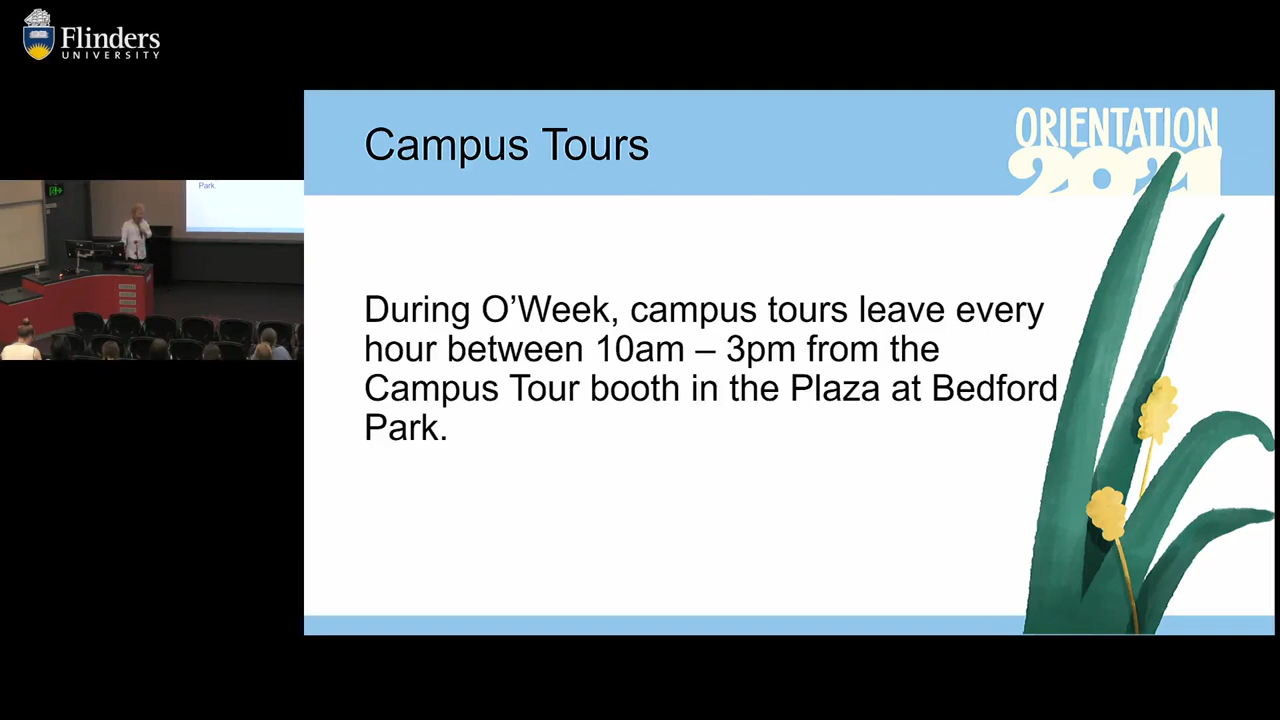 Flinders
UNIVERSITY
Campus Tours
ORIENTATION
2021
Park.
During O’Week, campus tours leave every
hour between 10am – 3pm from the
Campus Tour booth in the Plaza at Bedford
Park.